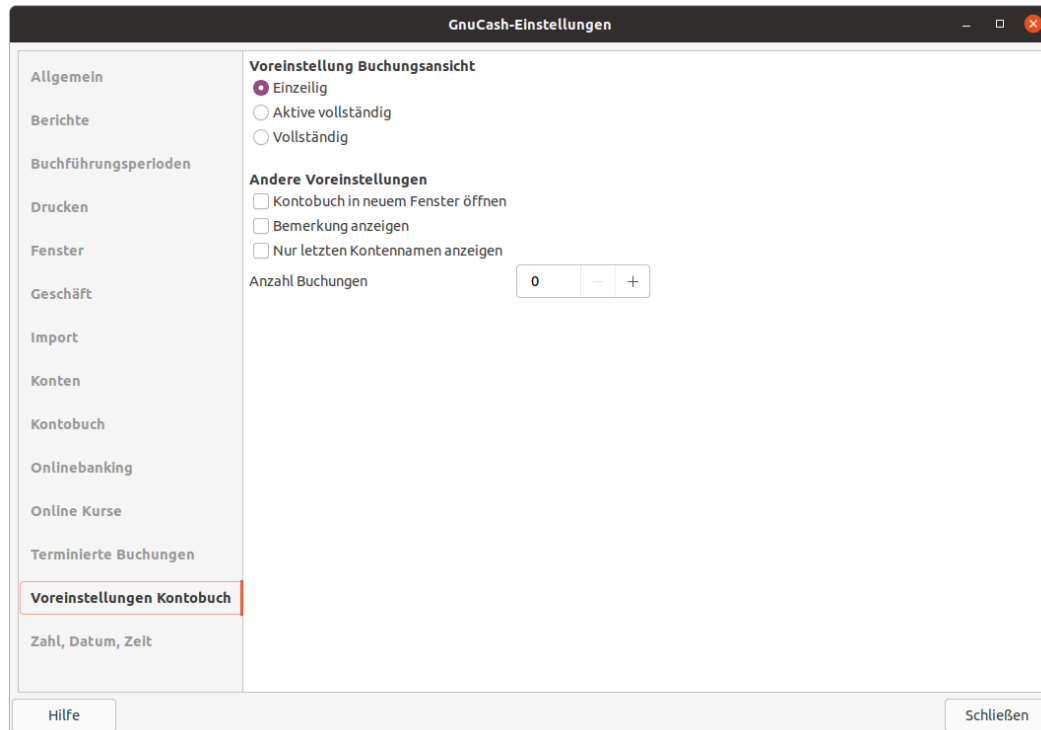 GnuCash-Einstellungen
Allgemein
Berichte
Buchführungsperioden
Drucken
Fenster
Geschäft
Import
Konten
Kontobuch
Onlinebanking
Online Kurse
Terminierte Buchungen
Voreinstellungen Kontobuch
Zahl, Datum, Zeit
Voreinstellung Buchungsansicht
Einzeilig
Aktive vollständig
Vollständig
Andere Voreinstellungen
Kontobuch in neuem Fenster öffnen
Bemerkung anzeigen
Nur letzten Kontennamen anzeigen
Anzahl Buchungen 0 − +
Hilfe Schließen